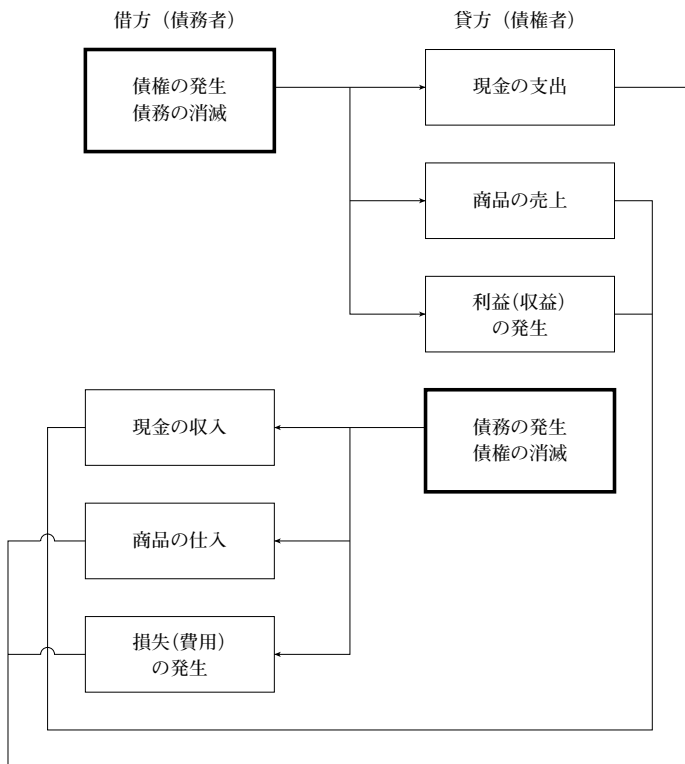 借方（債務者）
貸方（債権者）
債権の発生
債務の消滅
現金の支出
商品の売上
利益(収益)
の発生
現金の収入
債務の発生
債権の消滅
商品の仕入
損失(費用)
の発生